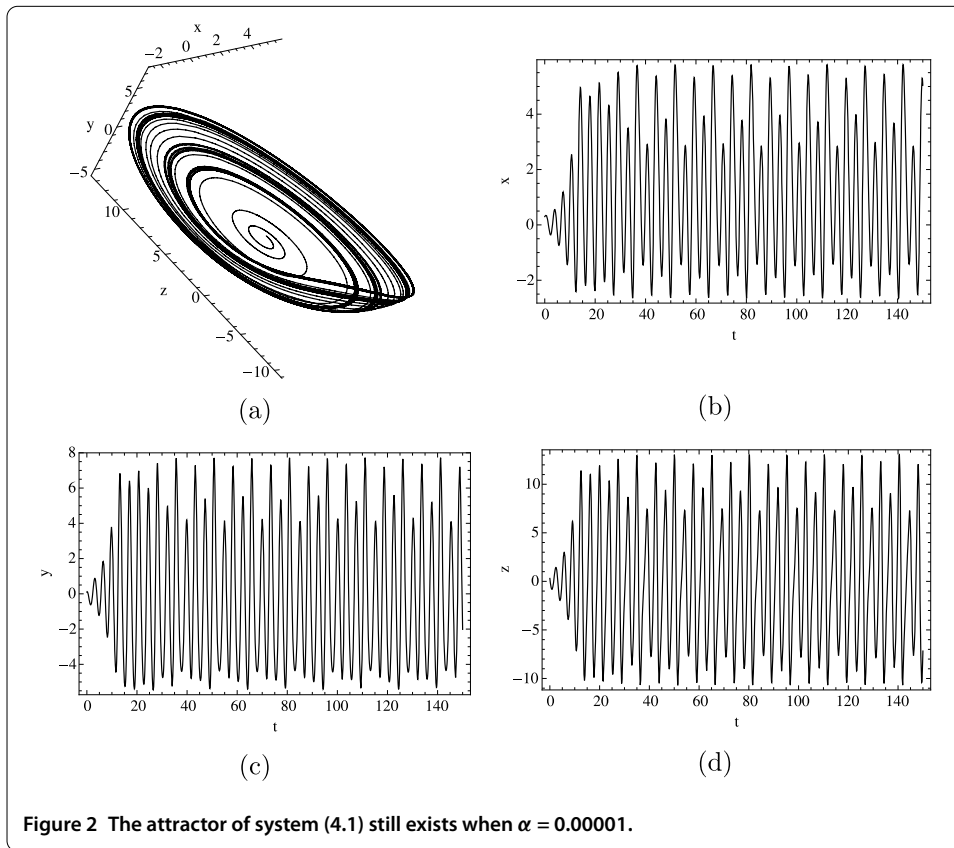 x
−2 0 2 4
5
y 0
−5
10
5
z 0
−5
−10
(a)
4
2
x
0
−2
0 20 40 60 80 100 120 140
t
(b)
8
6
4
2
y
0
−2
−4
0 20 40 60 80 100 120 140
t
(c)
10
5
z 0
−5
−10
0 20 40 60 80 100 120 140
t
(d)
Figure 2 The attractor of system (4.1) still exists when α = 0.00001.